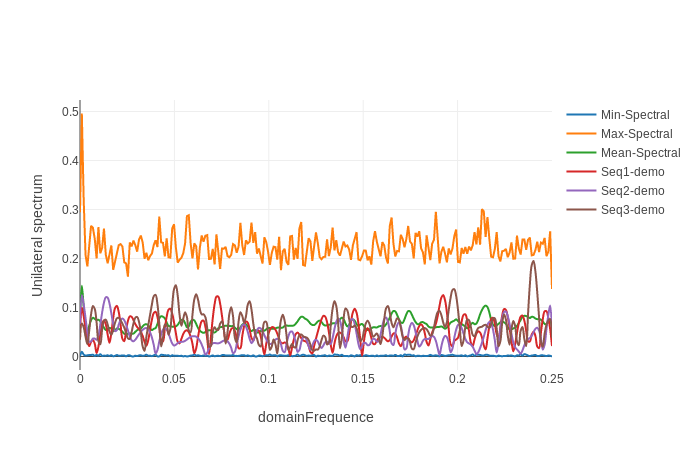 0.5
0.4
0.3
0.2
0.1
0
0
0.05
0.1
0.15
0.2
0.25
Unilateral spectrum
domainFrequence
Min-Spectral
Max-Spectral
Mean-Spectral
Seq1-demo
Seq2-demo
Seq3-demo